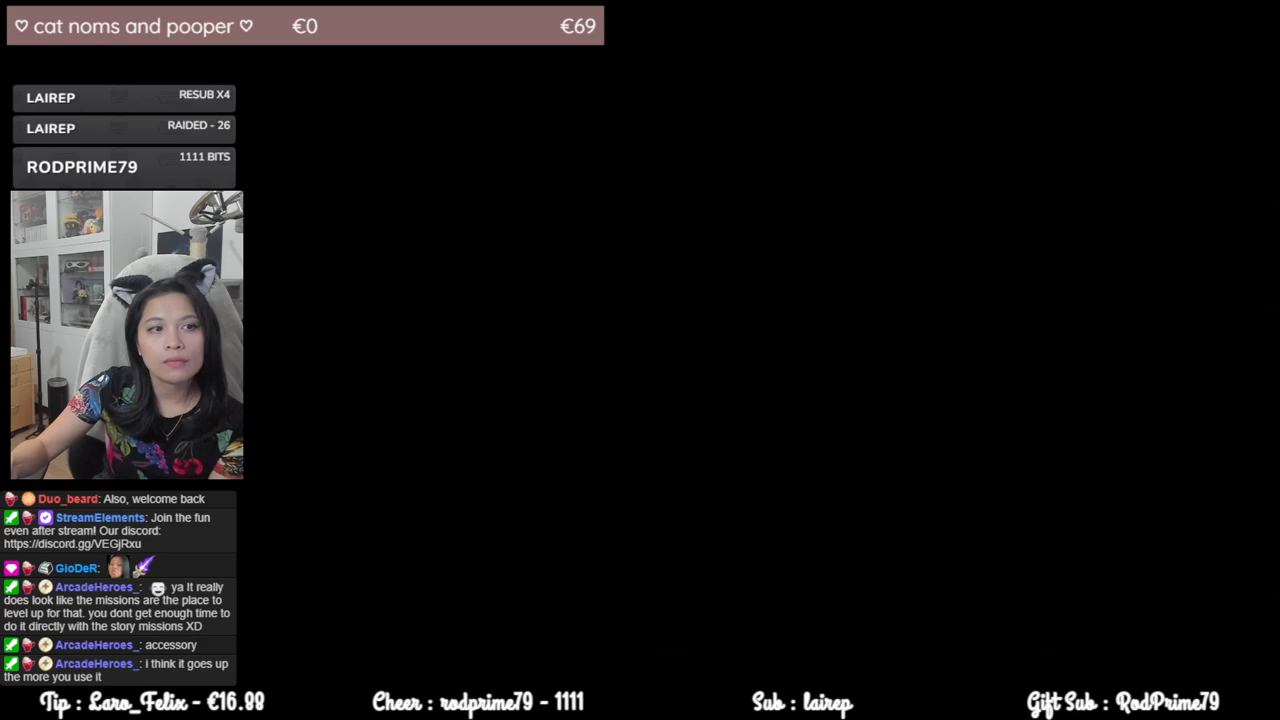 ♡ cat noms and pooper ♡ €0 €69
LAIREP RESUB X4
LAIREP RAIDED - 26
RODPRIME79 1111 BITS
Duo_beard: Also, welcome back
StreamElements: Join the fun
even after stream! Our discord:
https://discord.gg/VEGjRxu
GioDeR:
ArcadeHeroes_: ya It really
does look like the missions are the place to
level up for that. you dont get enough time to
do it directly with the story missions XD
ArcadeHeroes_: accessory
ArcadeHeroes_: i think it goes up
the more you use it
Tip : Laro_Felix - €16.88 Cheer : rodprime79 - 1111 Sub : lairep Gift Sub : RodPrime79